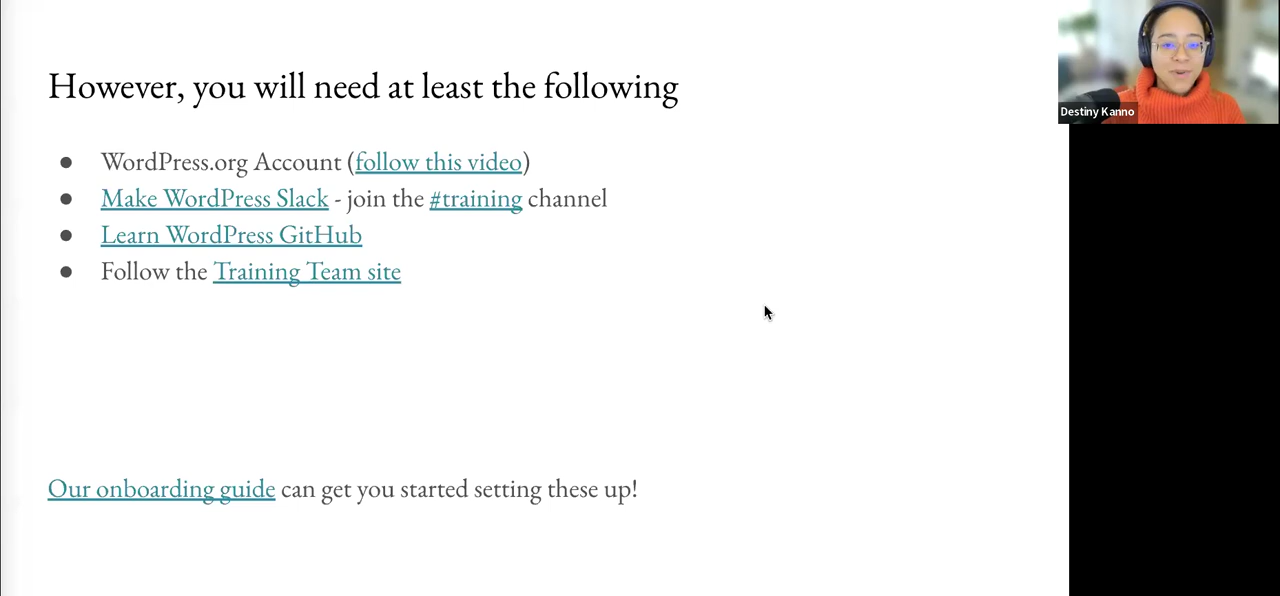 However, you will need at least the following
● WordPress.org Account (follow this video)
● Make WordPress Slack - join the #training channel
● Learn WordPress GitHub
● Follow the Training Team site
Our onboarding guide can get you started setting these up!
Destiny Kanno